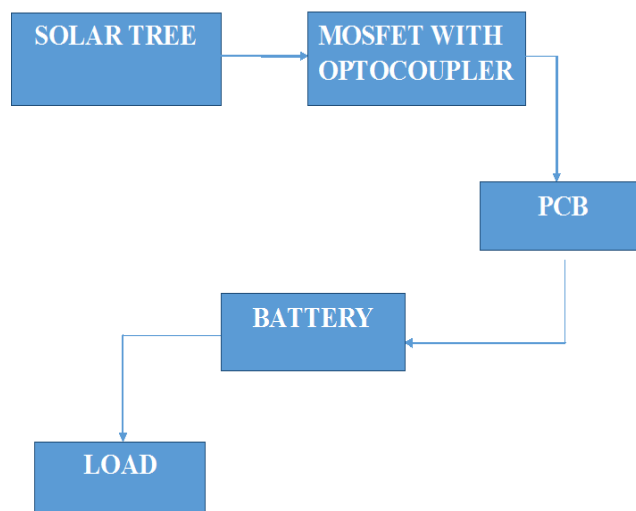 SOLAR TREE
MOSFET WITH
OPTOCOUPLER
PCB
BATTERY
LOAD